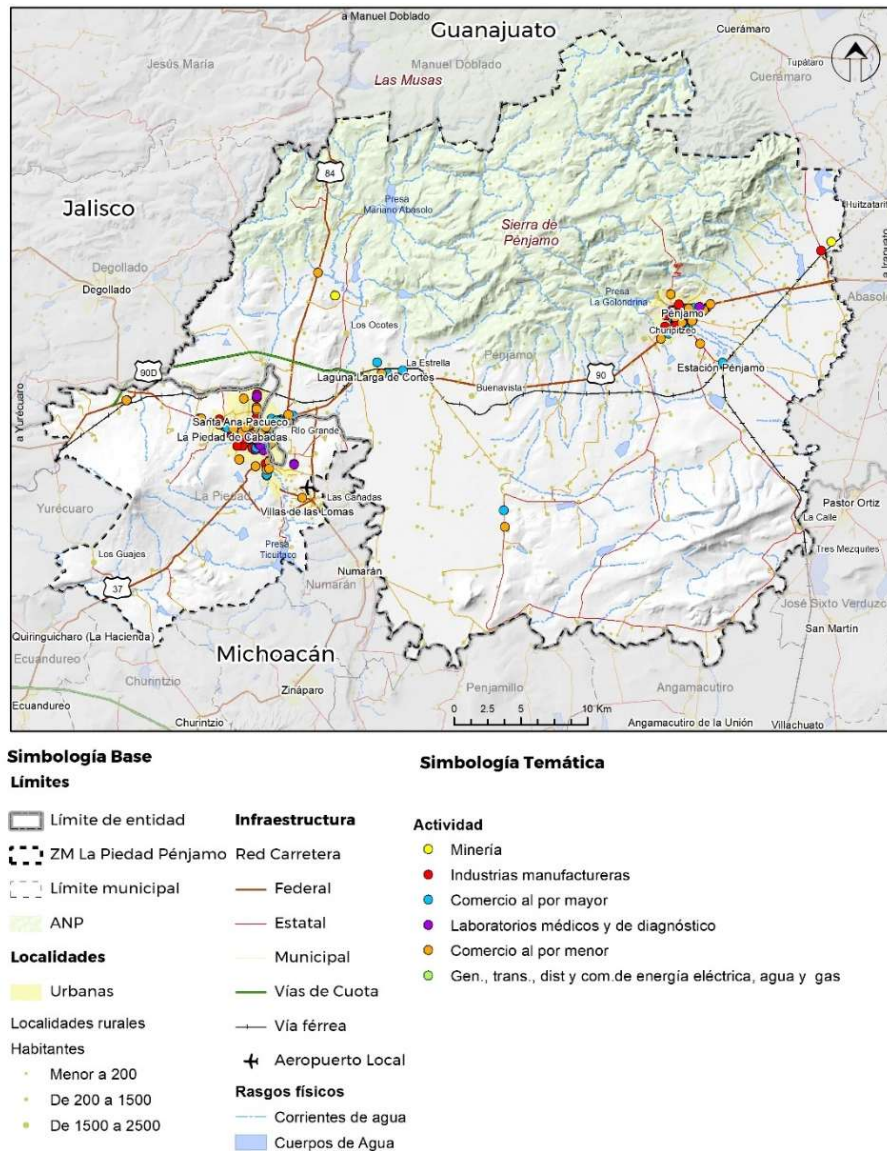 a Manuel Doblado
Guanajuato
Cuerámaro
Jesús María
Manuel Doblado
Tupátaro
Las Musas
Cuerámaro
84
Jalisco
Presa
Mariano Abasolo
Huitzatarit
Sierra de
Pénjamo
a Irapuato
Degollado
Degollado
Presa
La Golondrina
Abasolo
Pénjamo
Churipitzeo
Los Ocotes
90D
La Estrella
Pénjamo
Estación Pénjamo
Laguna Larga de Cortés
90
Buenavista
a Yurécuaro
Santa Ana Pacueco
Río Grande
La Piedad de Cabadas
Yurécuaro
La Piedad
Las Cañadas
Pastor Ortiz
Villas de las Lomas
La Calle
Presa
Ticuitaco
Los Guajes
Tres Mezquites
Numarán
Numarán
37
José Sixto Verduzco
Quiringuicharo (La Hacienda)
San Martín
Ecuandureo
Michoacán
Churintzio
Zináparo
Penjamillo
Angamacutiro
Ecuandureo
0 2.5 5 10 Km
Churintzio
Angamacutiro de la Unión
Villachuato
Simbología Base
Límites
Límite de entidad
ZM La Piedad Pénjamo
Límite municipal
ANP
Localidades
Urbanas
Localidades rurales
Habitantes
Menor a 200
De 200 a 1500
De 1500 a 2500
Infraestructura
Red Carretera
Federal
Estatal
Municipal
Vías de Cuota
Vía férrea
Aeropuerto Local
Rasgos físicos
Corrientes de agua
Cuerpos de Agua
Simbología Temática
Actividad
Minería
Industrias manufactureras
Comercio al por mayor
Laboratorios médicos y de diagnóstico
Comercio al por menor
Gen., trans., dist y com.de energía eléctrica, agua y gas